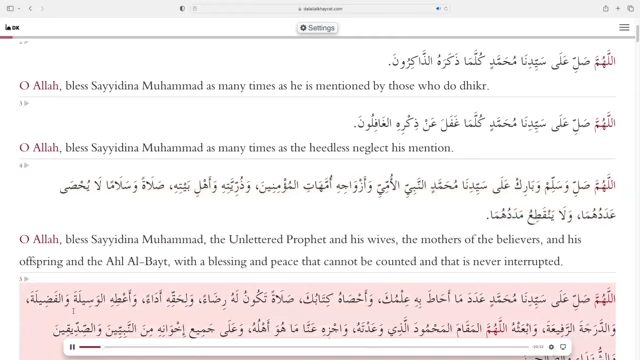 dalailalkhayrat.com
DK
Settings
اللَّهُمَّ صَلِّ عَلَى سَيِّدِنَا مُحَمَّدٍ كُلَّمَا ذَكَرَهُ الذَّاكِرُونَ.
O Allah, bless Sayyidina Muhammad as many times as he is mentioned by those who do dhikr.
3
اللَّهُمَّ صَلِّ عَلَى سَيِّدِنَا مُحَمَّدٍ كُلَّمَا غَفَلَ عَنْ ذِكْرِهِ الغَافِلُونَ.
O Allah, bless Sayyidina Muhammad as many times as the heedless neglect his mention.
4
اللَّهُمَّ صَلِّ وَسَلِّمْ وَبَارِكْ عَلَى سَيِّدِنَا مُحَمَّدٍ النَّبِيِّ الأُمِّيِّ وَأَزْوَاجِهِ أُمَّهَاتِ المُؤْمِنِينَ، وَذُرِّيَّتِهِ وَأَهْلِ بَيْتِهِ، صَلَاةً وَسَلَامًا لَا يُحْصَى
عَدَدُهُمَا، وَلَا يَنْقَطِعُ مَدَدُهُمَا.
O Allah, bless Sayyidina Muhammad, the Unlettered Prophet and his wives, the mothers of the believers, and his
offspring and the Ahl Al-Bayt, with a blessing and peace that cannot be counted and that is never interrupted.
5
اللَّهُمَّ صَلِّ عَلَى سَيِّدِنَا مُحَمَّدٍ عَدَدَ مَا أَحَاطَ بِهِ عِلْمُكَ، وَأَحْصَاهُ كِتَابُكَ، صَلَاةً تَكُونُ لَهُ رِضَاءً، وَلِحَقِّهِ أَدَاءً، وَأَعْطِهِ الوَسِيلَةَ وَالفَضِيلَةَ،
وَالدَّرَجَةَ الرَّفِيعَةَ، وَابْعَثْهُ اللَّهُمَّ المَقَامَ المَحْمُودَ الَّذِي وَعَدْتَهُ، وَاجْزِهِ عَنَّا مَا هُوَ أَهْلُهُ، وَعَلَى جَمِيعِ إِخْوَانِهِ مِنَ النَّبِيِّينَ وَالصِّدِّيقِينَ